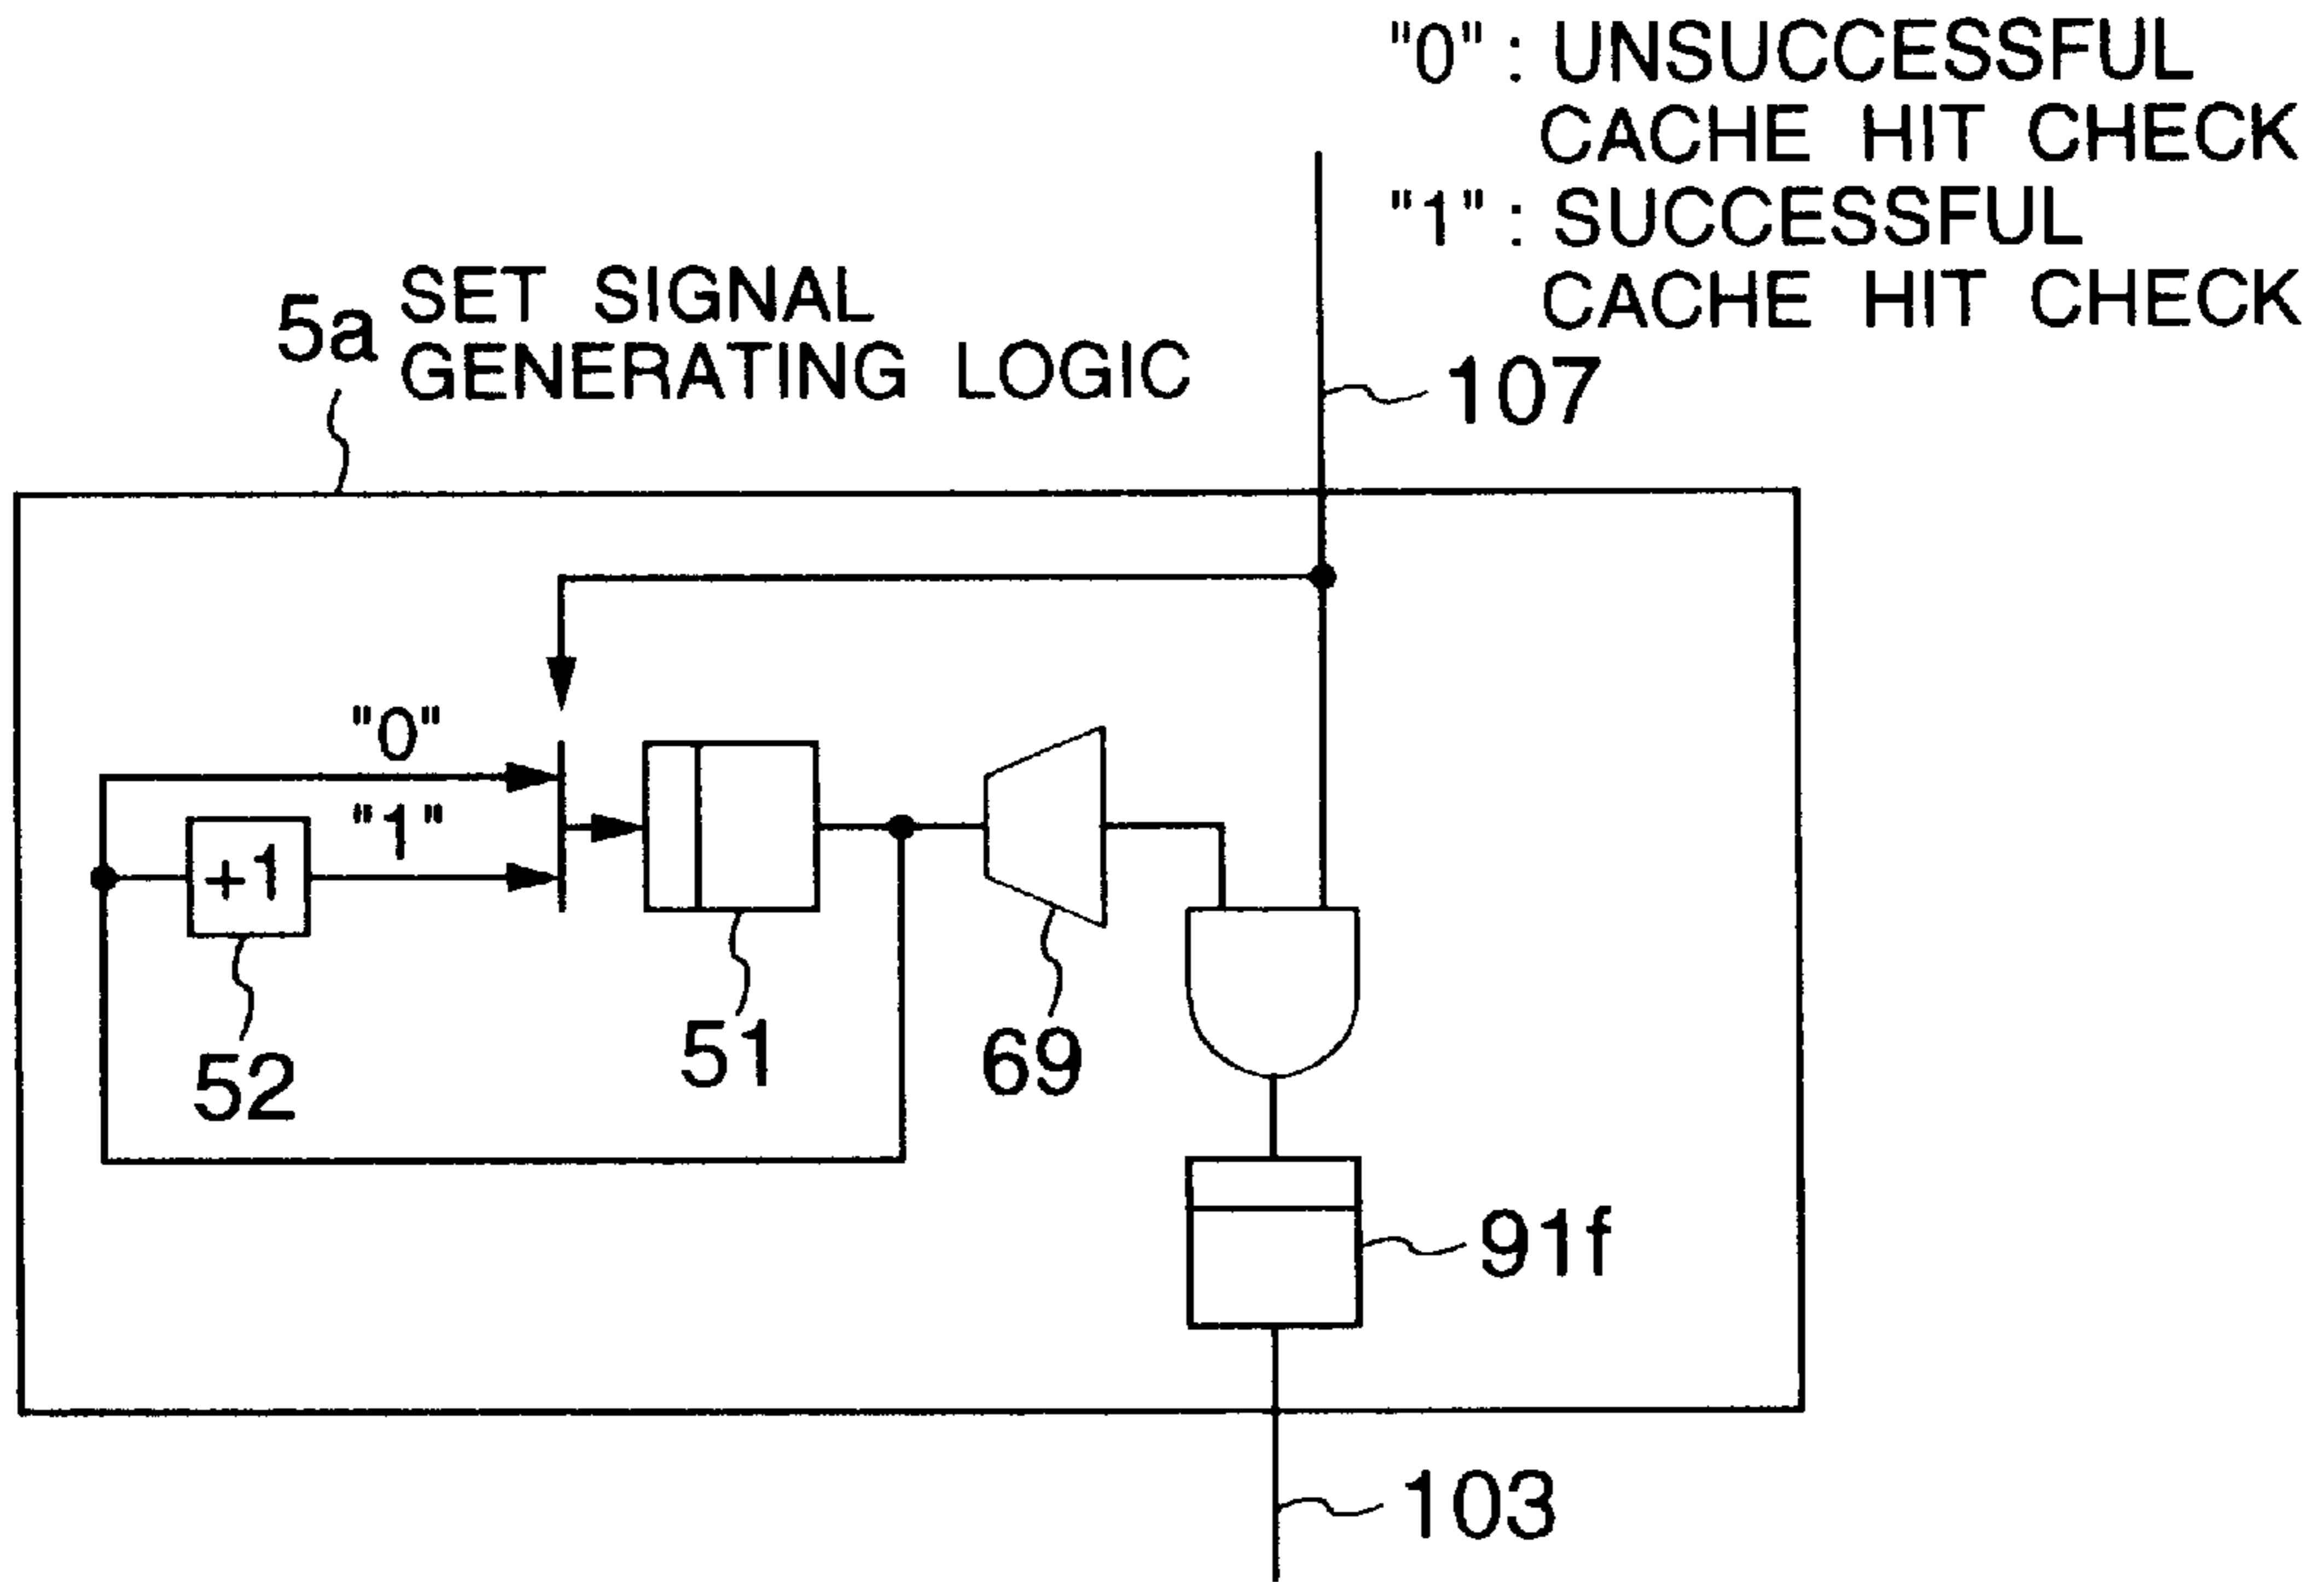 "0" : UNSUCCESSFUL
CACHE HIT CHECK
"1" : SUCCESSFUL
CACHE HIT CHECK
5a SET SIGNAL
GENERATING LOGIC
107
"0"
"1"
+1
52
51
69
91f
103